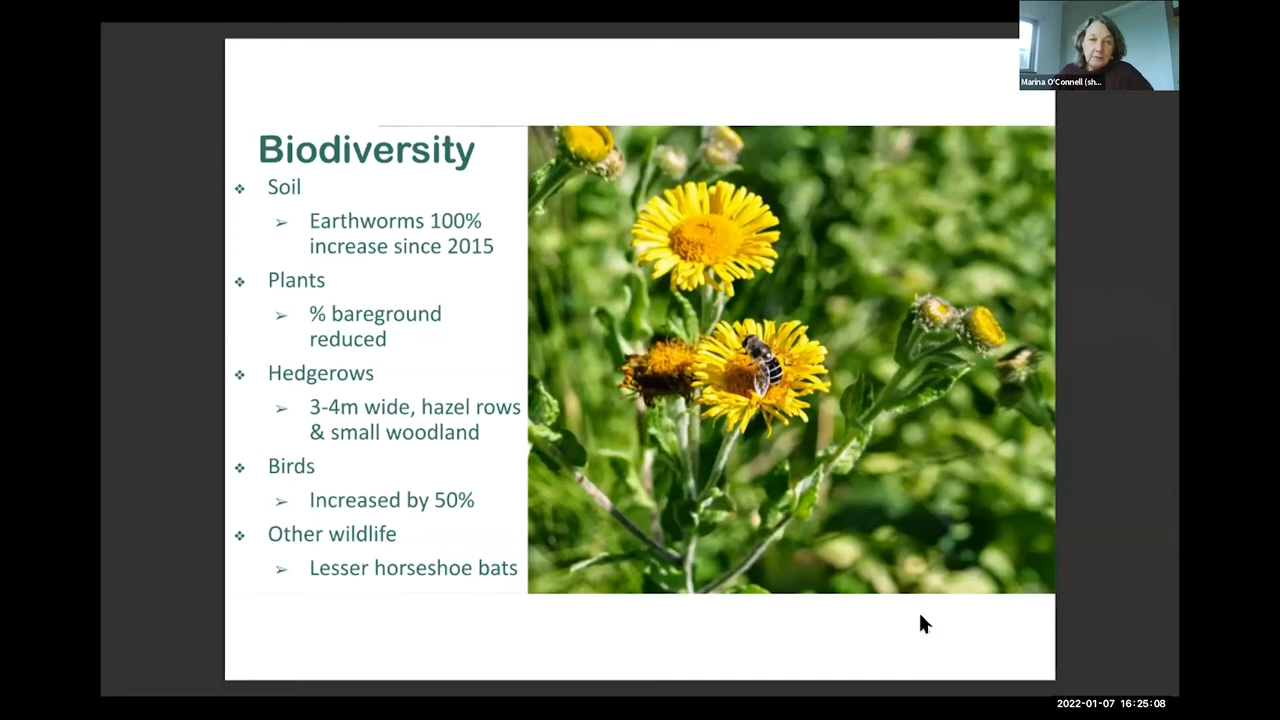 Marina O'Connell (sh...
Biodiversity
❖ Soil
➢ Earthworms 100%
increase since 2015
❖ Plants
➢ % bareground
reduced
❖ Hedgerows
➢ 3-4m wide, hazel rows
& small woodland
❖ Birds
➢ Increased by 50%
❖ Other wildlife
➢ Lesser horseshoe bats
2022-01-07 16:25:08